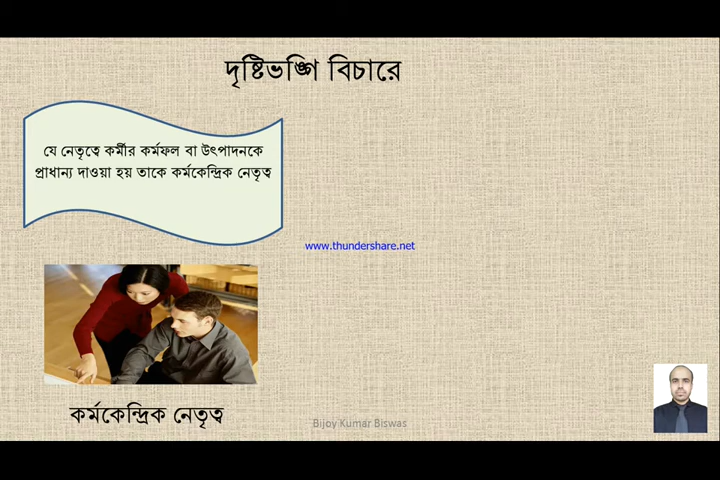 দৃষ্টিভঙ্গি বিচারে
যে নেতৃত্বে কর্মীর কর্মফল বা উৎপাদনকে
প্রাধান্য দাওয়া হয় তাকে কর্মকেন্দ্রিক নেতৃত্ব
www.thundershare.net
কর্মকেন্দ্রিক নেতৃত্ব
Bijoy Kumar Biswas